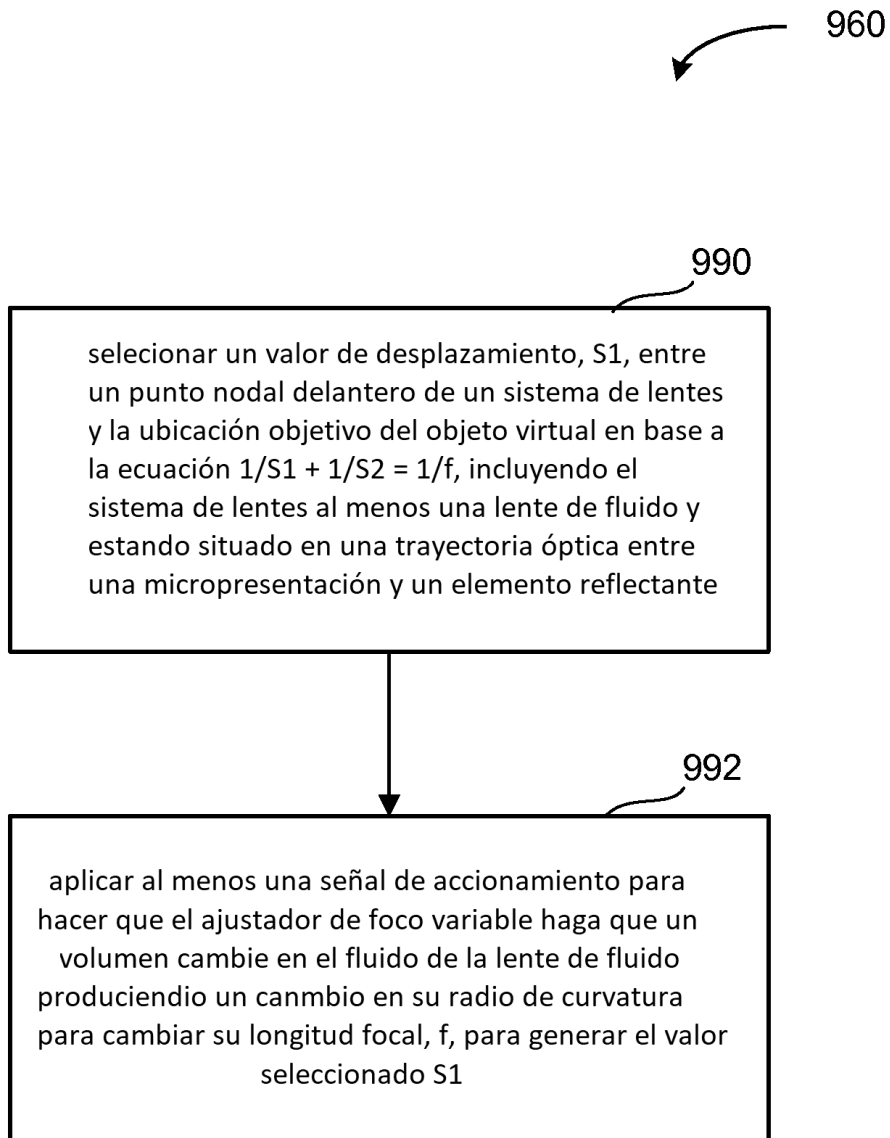 960
990
selecionar un valor de desplazamiento, S1, entre
un punto nodal delantero de un sistema de lentes
y la ubicación objetivo del objeto virtual en base a
la ecuación 1/S1 + 1/S2 = 1/f, incluyendo el
sistema de lentes al menos una lente de fluido y
estando situado en una trayectoria óptica entre
una micropresentación y un elemento reflectante
992
aplicar al menos una señal de accionamiento para
hacer que el ajustador de foco variable haga que un
volumen cambie en el fluido de la lente de fluido
produciendio un canmbio en su radio de curvatura
para cambiar su longitud focal, f, para generar el valor
seleccionado S1